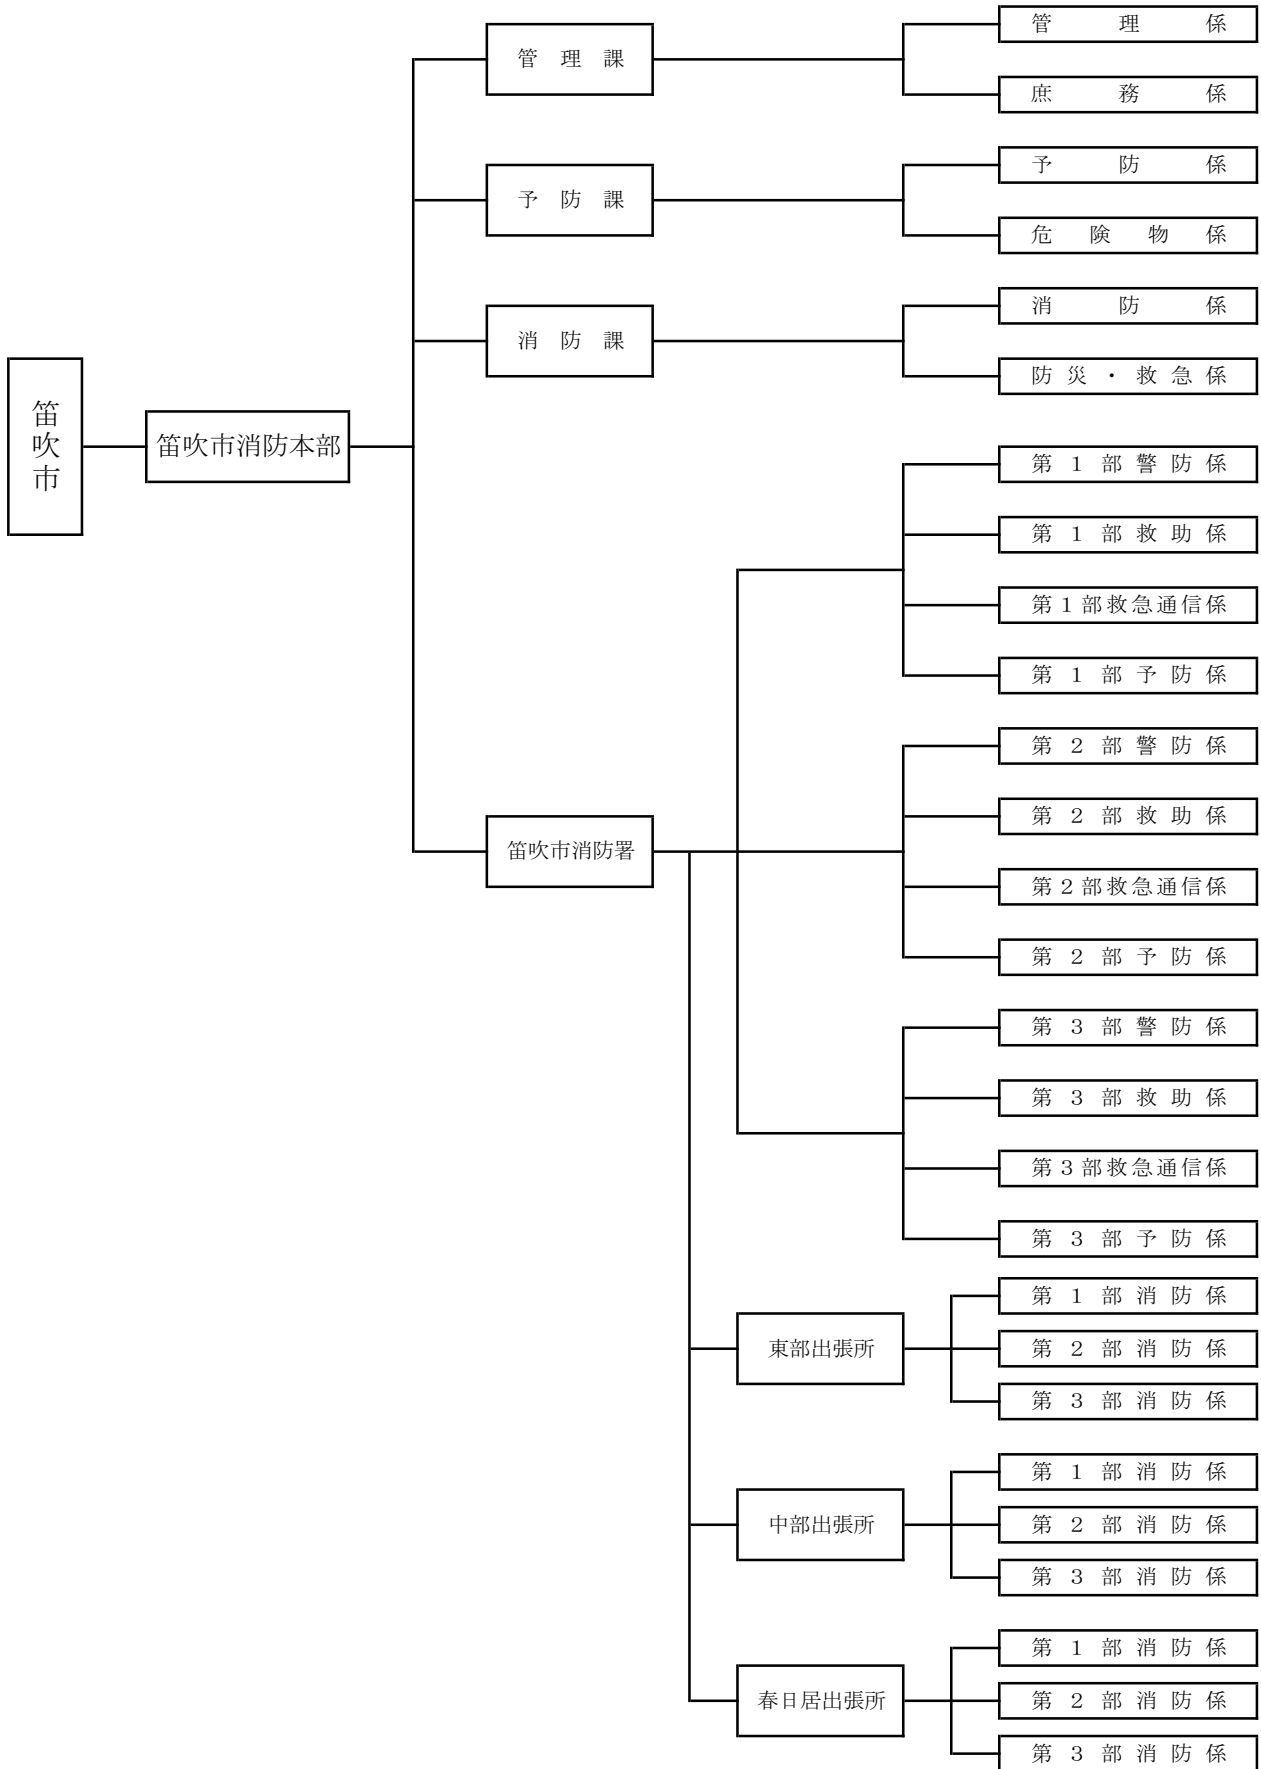 笛吹市
笛吹市消防本部
管理課
管理係
庶務係
予防課
予防係
危険物係
消防課
消防係
防災・救急係
笛吹市消防署
第１部警防係
第１部救助係
第１部救急通信係
第１部予防係
第２部警防係
第２部救助係
第２部救急通信係
第２部予防係
第３部警防係
第３部救助係
第３部救急通信係
第３部予防係
東部出張所
第１部消防係
第２部消防係
第３部消防係
中部出張所
第１部消防係
第２部消防係
第３部消防係
春日居出張所
第１部消防係
第２部消防係
第３部消防係